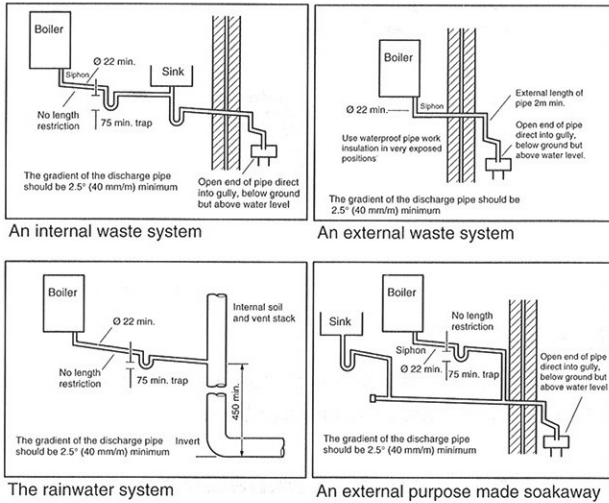 Boiler
Siphon
Ø 22 min.
Sink
No length
restriction
75 min. trap
The gradient of the discharge pipe
should be 2.5° (40 mm/m) minimum
Open end of pipe direct
into gully, below ground
but above water level
An internal waste system
Boiler
Ø 22 min.
Siphon
External length of
pipe 2m min.
Use waterproof pipe work
insulation in very exposed
positions
Open end of pipe
direct into gully,
below ground but
above water level.
The gradient of the discharge pipe should be
2.5° (40 mm/m) minimum
An external waste system
Boiler
Ø 22 min.
No length
restriction
75 min. trap
Internal soil
and vent stack
450 min.
The gradient of the discharge pipe
should be 2.5° (40 mm/m) minimum
Invert
The rainwater system
Sink
Boiler
No length
restriction
Siphon
Ø 22 min.
75 min. trap
Open end of pipe
direct into gully,
below ground but
above water level
The gradient of the discharge pipe
should be 2.5° (40 mm/m) minimum
An external purpose made soakaway